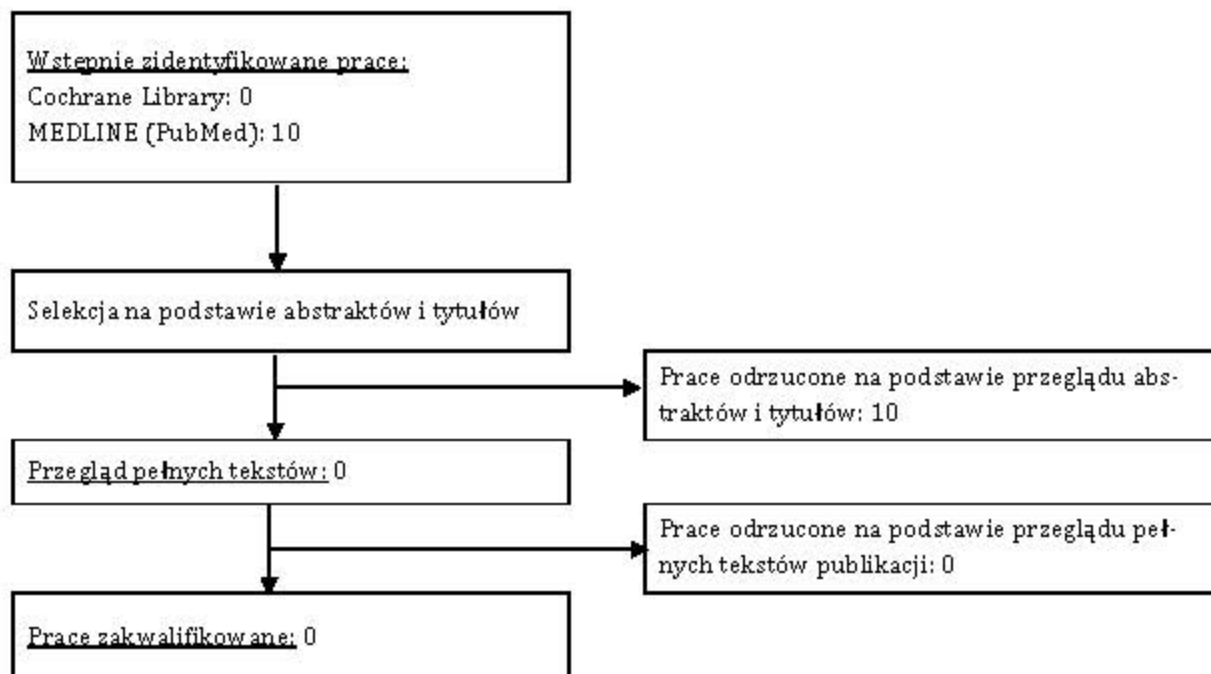 Wstępnie zidentyfikowane prace:
Cochrane Library: 0
MEDLINE (PubMed): 10
Selekcja na podstawie abstraktów i tytułów
Prace odrzucone na podstawie przeglądu abs-
traktów i tytułów: 10
Przegląd pełnych tekstów: 0
Prace odrzucone na podstawie przeglądu peł-
nych tekstów publikacji: 0
Prace zakwalifikowane: 0